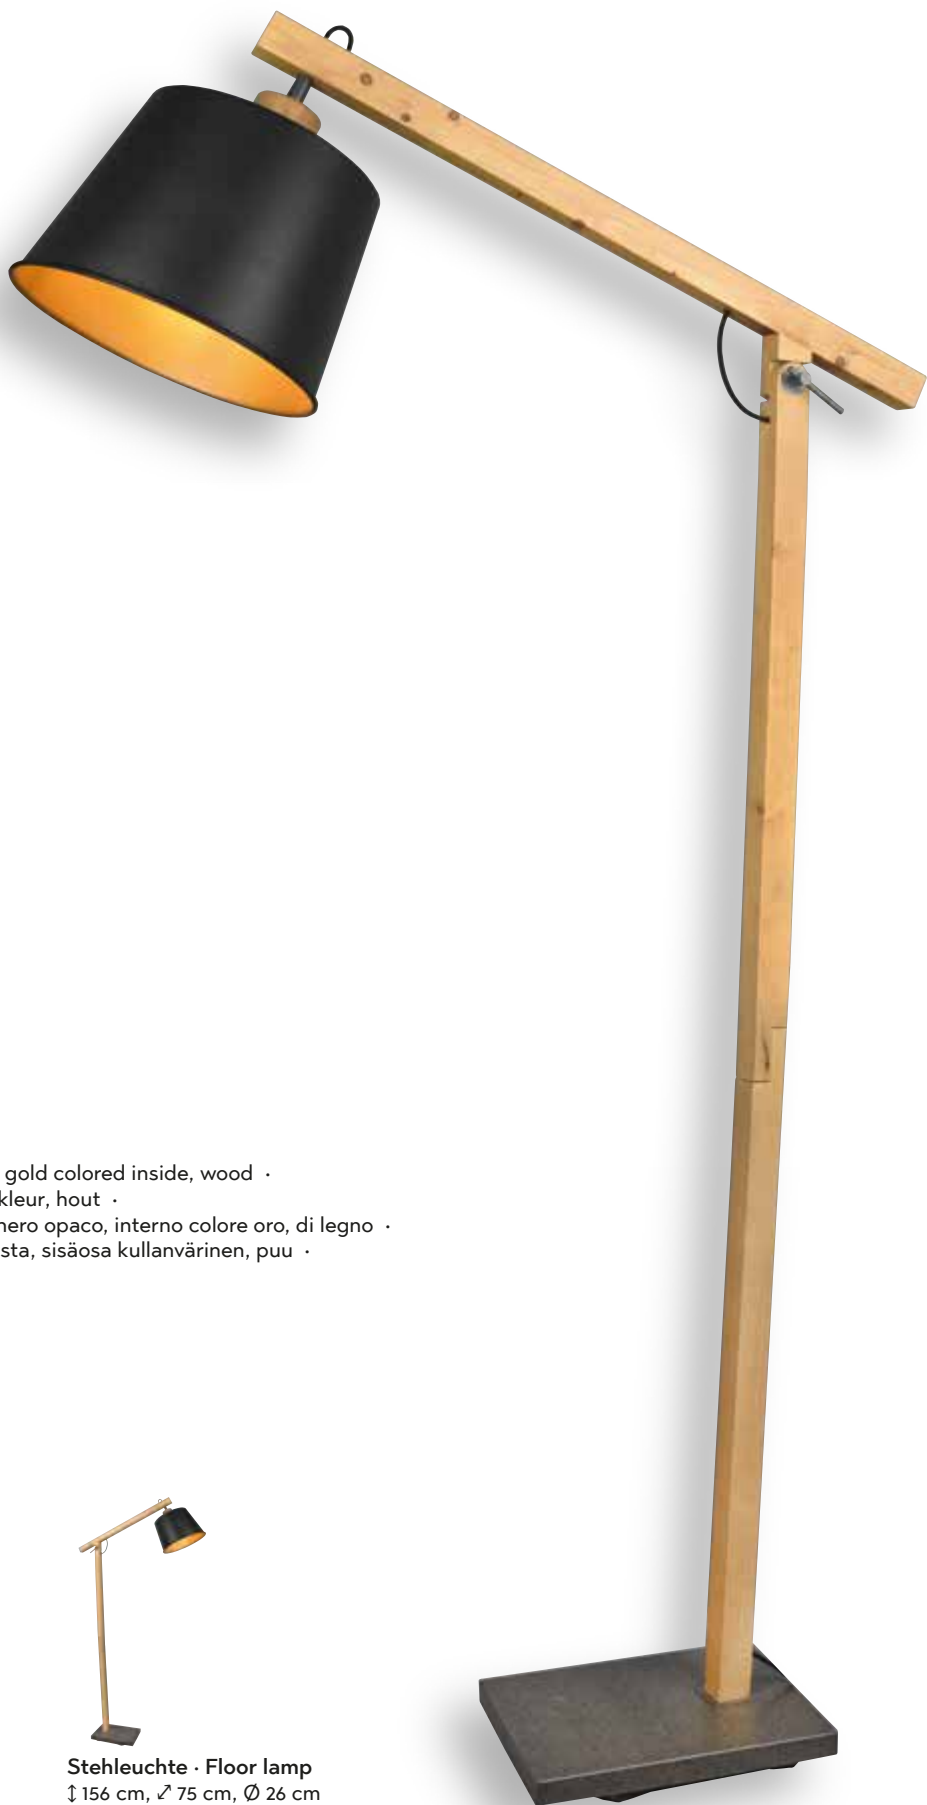 gold colored inside, wood ·
kleur, hout ·
nero opaco, interno colore oro, di legno ·
sta, sisäosa kullanvärinen, puu ·
Stehleuchte · Floor lamp
↕ 156 cm, ⤢ 75 cm, Ø 26 cm